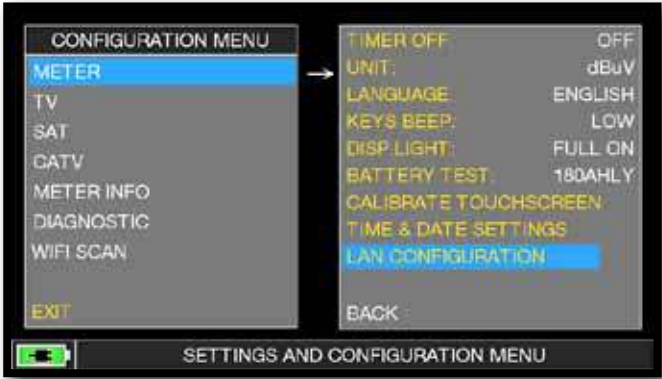 CONFIGURATION MENU
METER
TV
SAT
CATV
METER INFO
DIAGNOSTIC
WIFI SCAN
EXIT
→
TIMER OFF: OFF
UNIT: dBuV
LANGUAGE: ENGLISH
KEYS BEEP: LOW
DISP.LIGHT: FULL ON
BATTERY TEST: 180AHLY
CALIBRATE TOUCHSCREEN
TIME & DATE SETTINGS
LAN CONFIGURATION
BACK
SETTINGS AND CONFIGURATION MENU